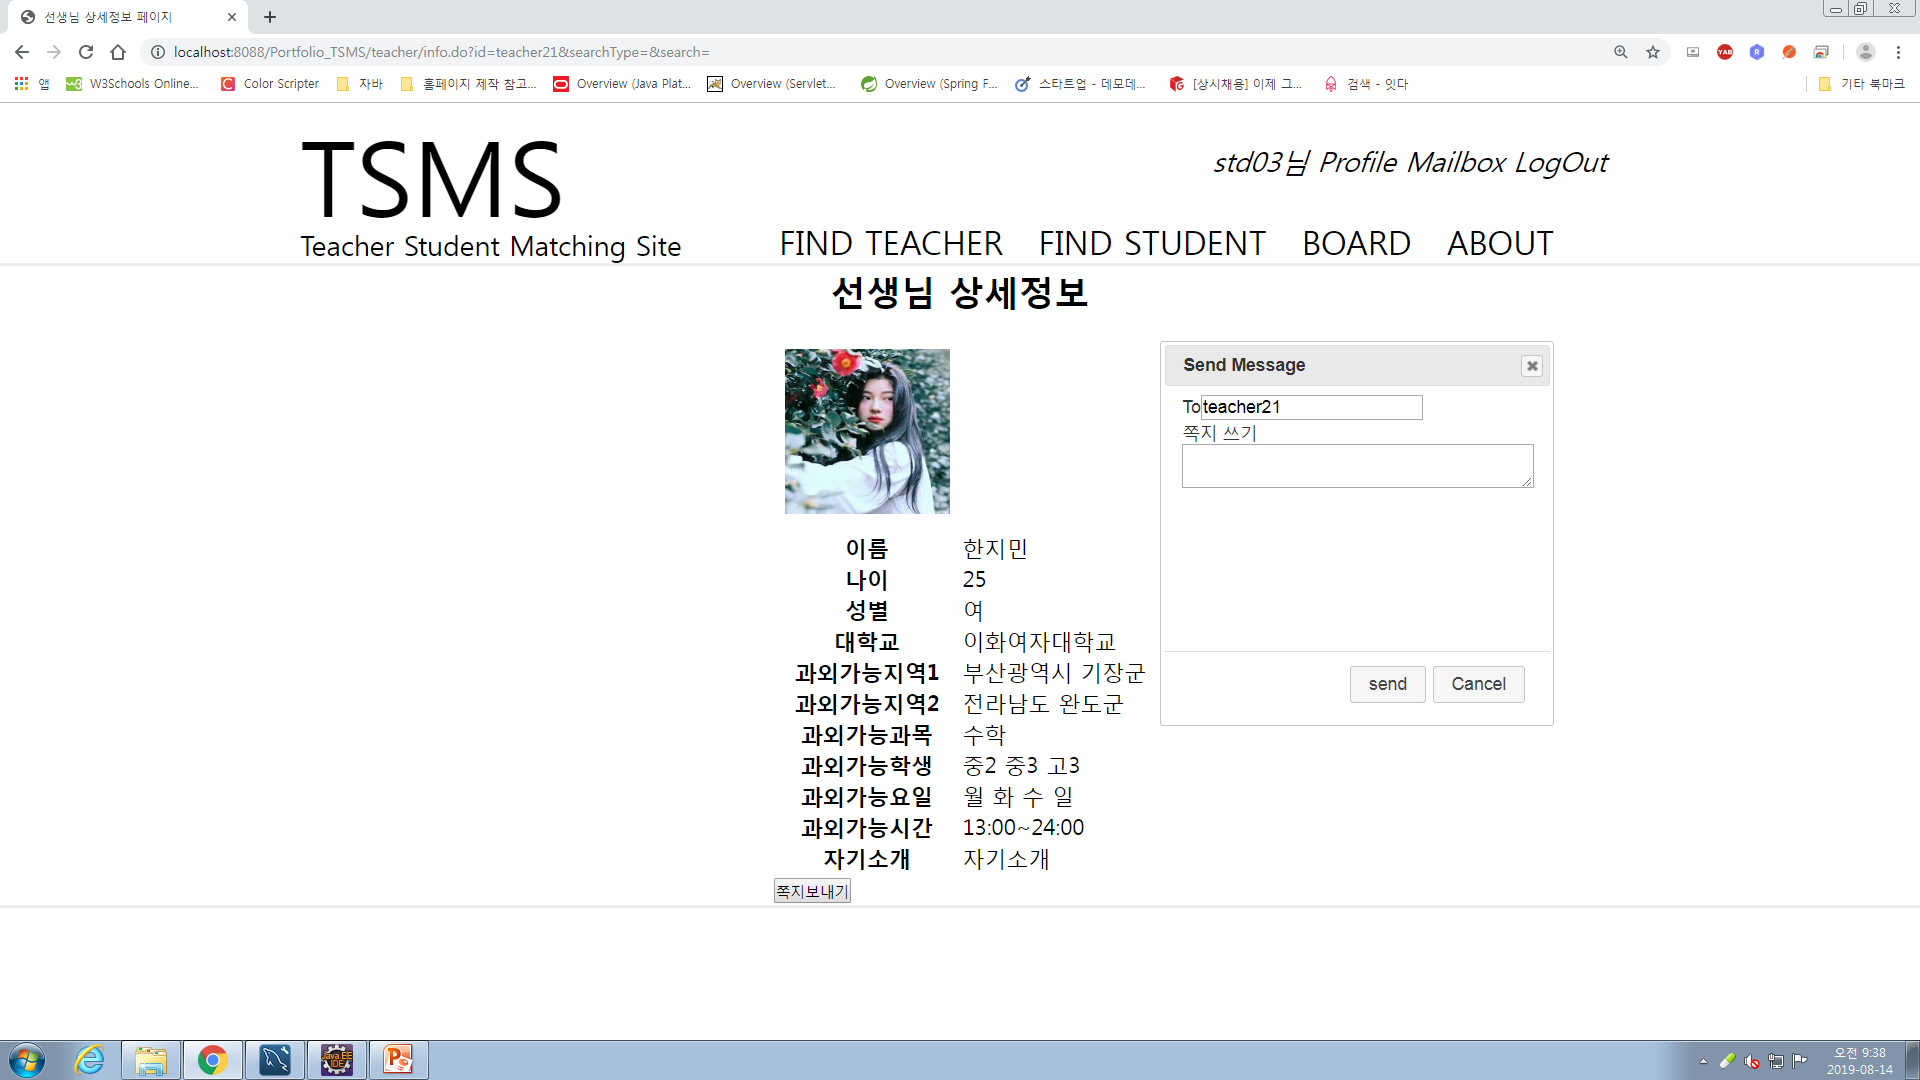 선생님 상세정보 페이지
localhost:8088/Portfolio_TSMS/teacher/info.do?id=teacher21&searchType=&search=
앱 W3Schools Online... Color Scripter 자바 홈페이지 제작 참고... Overview (Java Plat... Overview (Servlet... Overview (Spring F... 스타트업 - 데모데... [상시채용] 이제 그... 검색 - 잇다 기타 북마크
TSMS
std03님 Profile Mailbox LogOut
Teacher Student Matching Site
FIND TEACHER FIND STUDENT BOARD ABOUT
선생님 상세정보
이름 한지민
나이 25
성별 여
대학교 이화여자대학교
과외가능지역1 부산광역시 기장군
과외가능지역2 전라남도 완도군
과외가능과목 수학
과외가능학생 중2 중3 고3
과외가능요일 월 화 수 일
과외가능시간 13:00~24:00
자기소개 자기소개
쪽지보내기
Send Message
To teacher21
쪽지 쓰기
send Cancel
Java EE
IDE
오전 9:38
2019-08-14